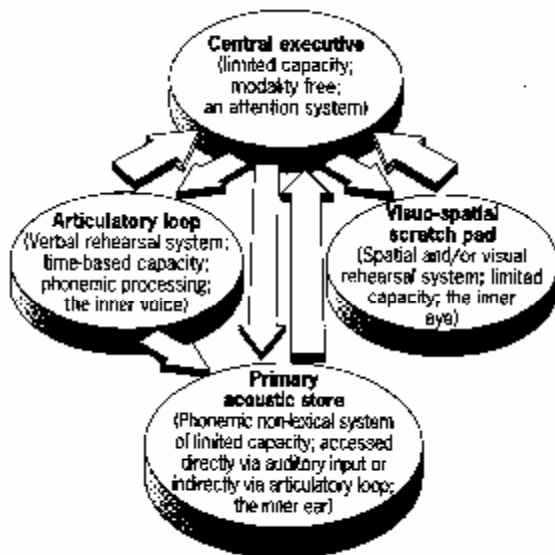 Central executive
(limited capacity;
modality free;
an attention system)
Articulatory loop
(Verbal rehearsal system;
time-based capacity;
phonemic processing;
the inner voice)
Visuo-spatial
scratch pad
(Spatial and/or visual
rehearsal system; limited
capacity; the inner
eye)
Primary
acoustic store
(Phonemic non-lexical system
of limited capacity; accessed
directly via auditory input or
indirectly via articulatory loop;
the inner ear)